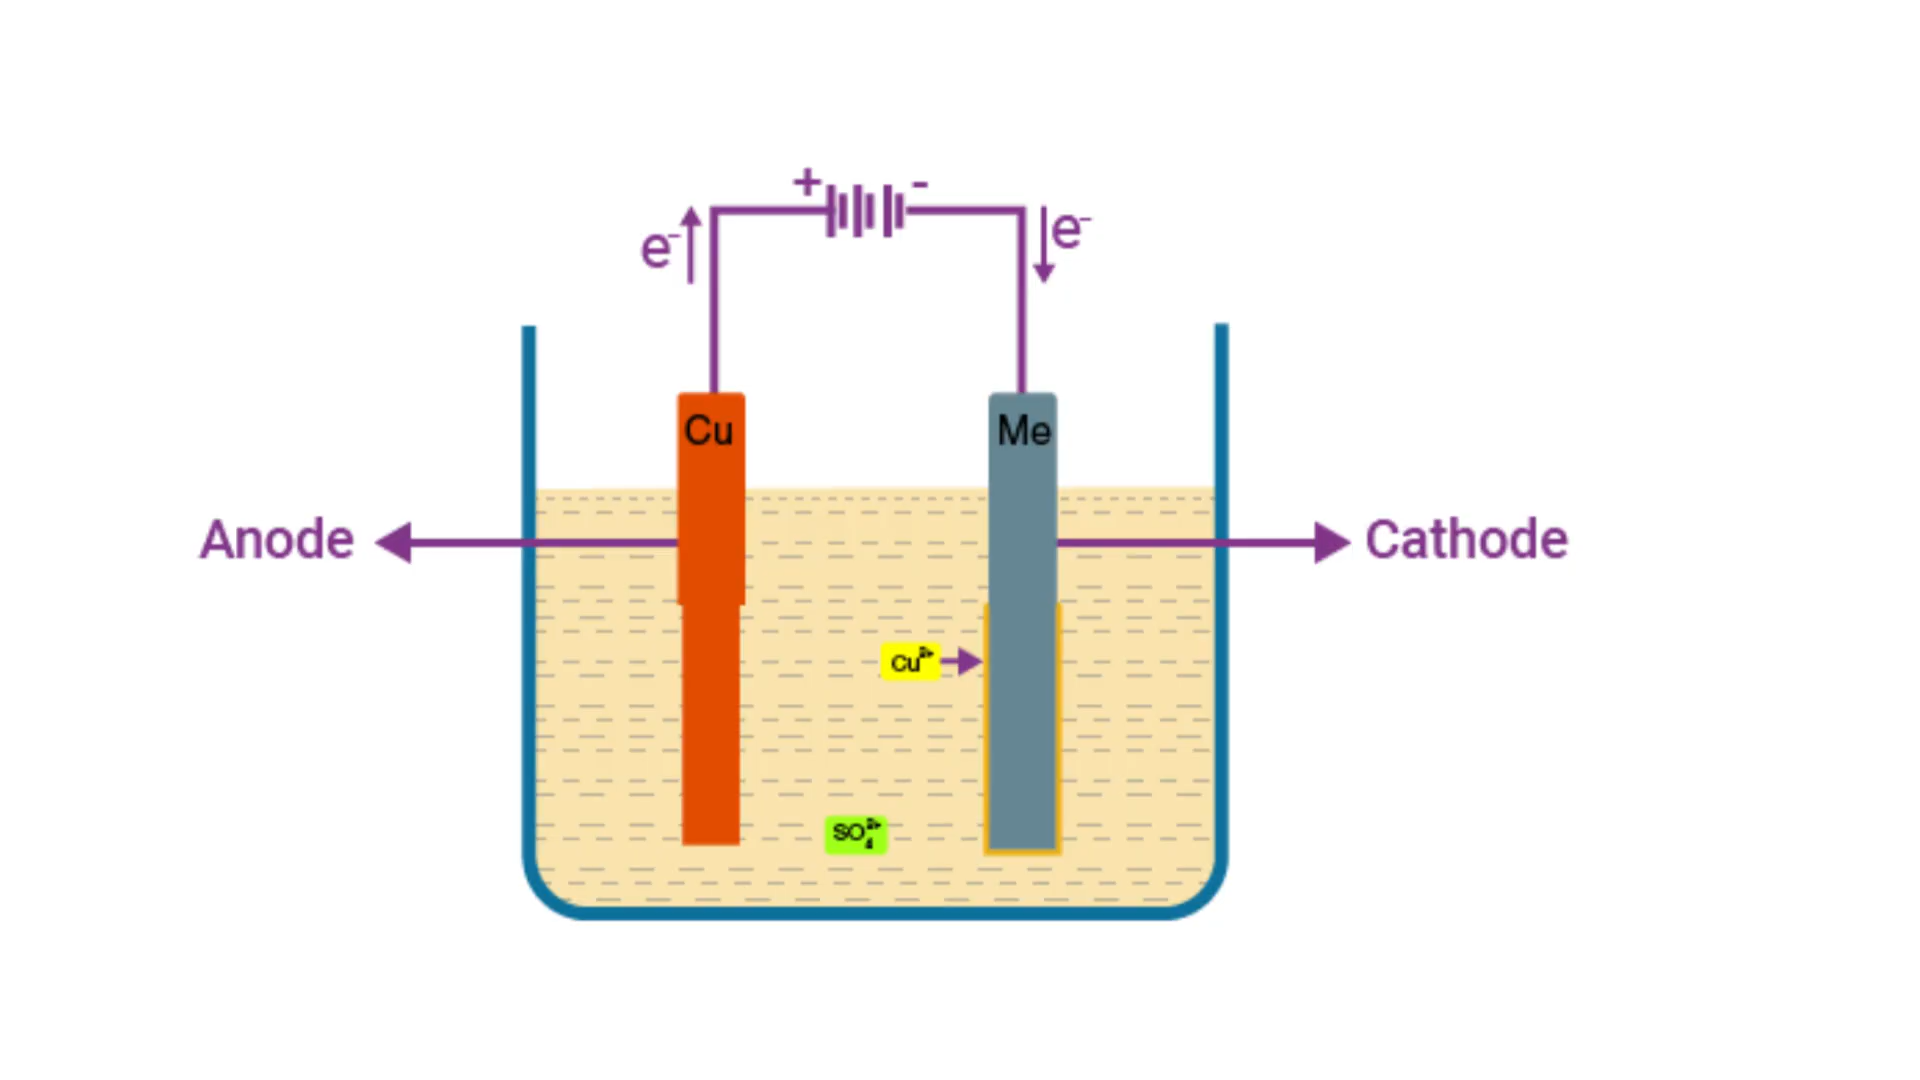 + -
e⁻ e⁻
Cu Me
Anode Cathode
Cu²⁺
SO₄²⁺